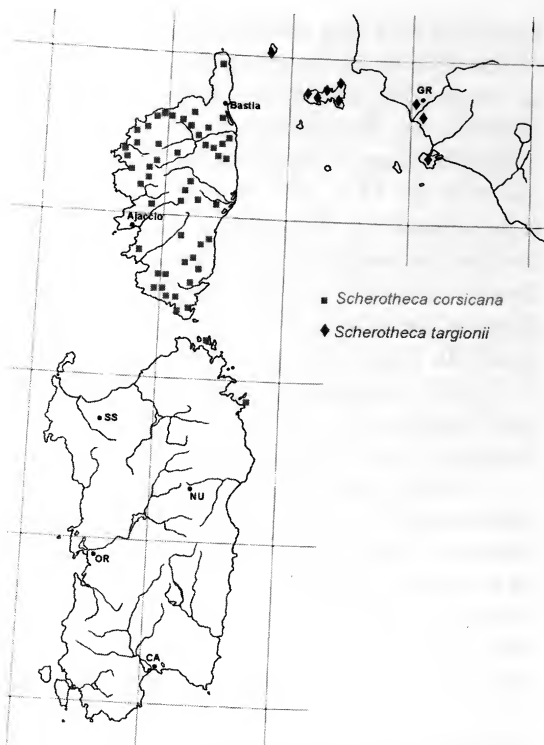 GR
Bastia
Ajaccio
■ Scherotheca corsicana
◆ Scherotheca targionii
SS
NU
OR
CA